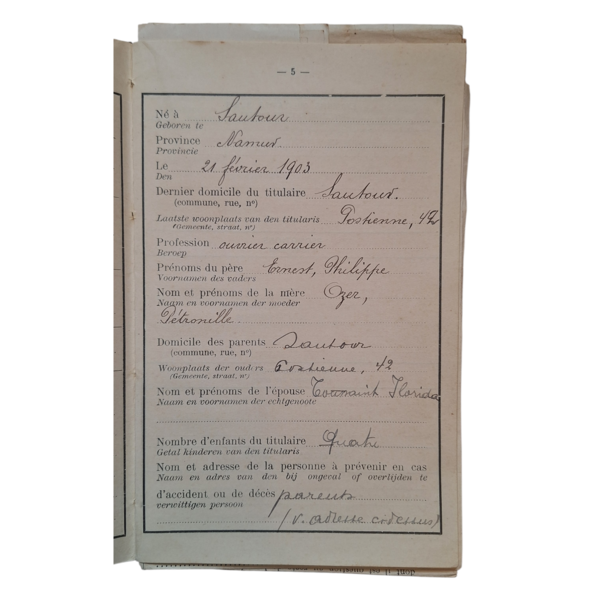 — 5 —
Né à Sautour
Geboren te
Province Namur.
Provincie
Le 21 février 1903
Den
Dernier domicile du titulaire Sautour.
(commune, rue, n°)
Laatste woonplaats van den titularis Postienne, 42
(Gemeente, straat, n°)
Profession ouvrier carrier
Beroep
Prénoms du père Ernest, Philippe
Voornamen des vaders
Nom et prénoms de la mère Ozer,
Naam en voornamen der moeder
Pétronille
Domicile des parents Sautour
(commune, rue, n°)
Woonplaats der ouders Postienne, 42
(Gemeente, straat, n°)
Nom et prénoms de l'épouse Toussaint Florida
Naam en voornamen der echtgenoote
Nombre d'enfants du titulaire Quatre
Getal kinderen van den titularis
Nom et adresse de la personne à prévenir en cas
Naam en adres van den bij ongeval of overlijden te
d'accident ou de décès parents
verwittigen persoon
(v. adresse ci-dessus)